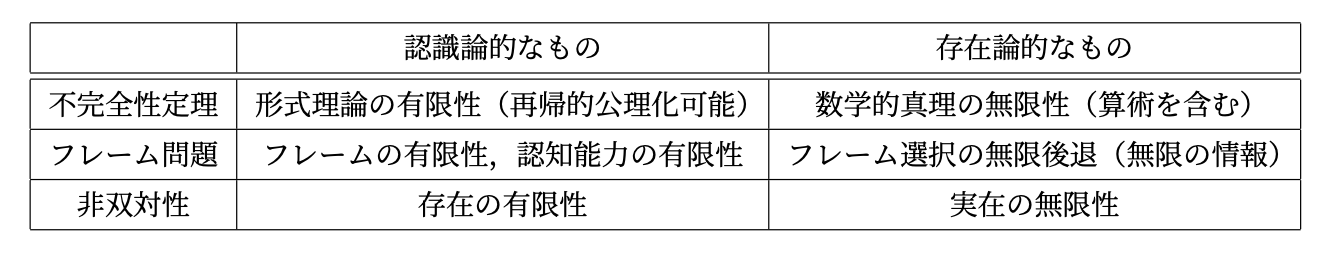 認識論的なもの 存在論的なもの
不完全性定理 形式理論の有限性（再帰的公理化可能） 数学的真理の無限性（算術を含む）
フレーム問題 フレームの有限性，認知能力の有限性 フレーム選択の無限後退（無限の情報）
非双対性 存在の有限性 実在の無限性